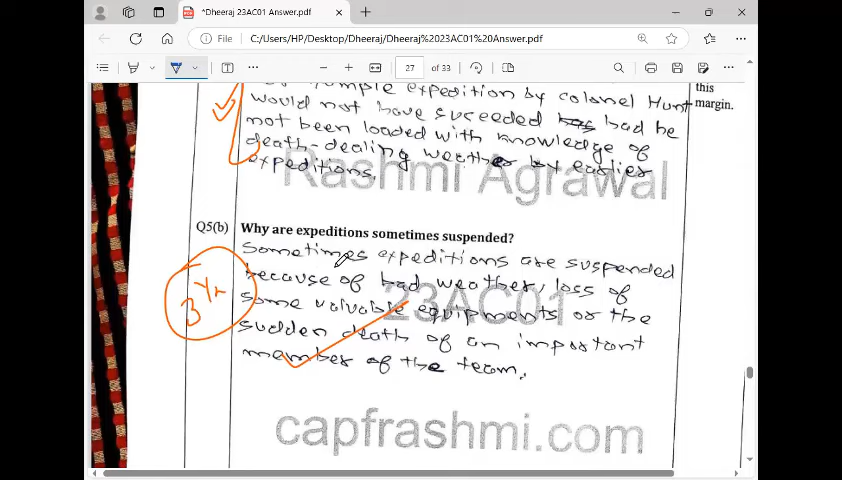 *Dheeraj 23AC01 Answer.pdf
File C:/Users/HP/Desktop/Dheeraj/Dheeraj%2023AC01%20Answer.pdf
27 of 33
expedition by colonel Hunt
would not have succeeded had he
not been loaded with knowledge of
death-dealing weather by earlier
expeditions.
this
margin.
Rashmi Agrawal
Q5(b) Why are expeditions sometimes suspended?
Sometimes expeditions are suspended
because of bad weather, loss of
some valuable equipments or the
sudden death of an important
member of the team.
3½
23AC01
capfrashmi.com